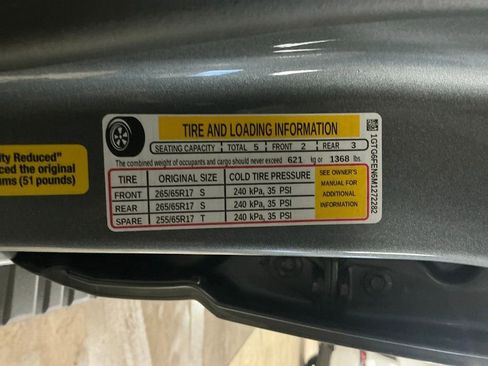 ity Reduced"
ced the original
ums (51 pounds)
TIRE AND LOADING INFORMATION
SEATING CAPACITY TOTAL 5 FRONT 2 REAR 3
The combined weight of occupants and cargo should never exceed 621 kg or 1368 lbs.
TIRE ORIGINAL SIZE COLD TIRE PRESSURE
FRONT 265/65R17 S 240 kPa, 35 PSI
REAR 265/65R17 S 240 kPa, 35 PSI
SPARE 255/65R17 T 240 kPa, 35 PSI
SEE OWNER'S
MANUAL FOR
ADDITIONAL
INFORMATION
1GTG6FEN5M1272282